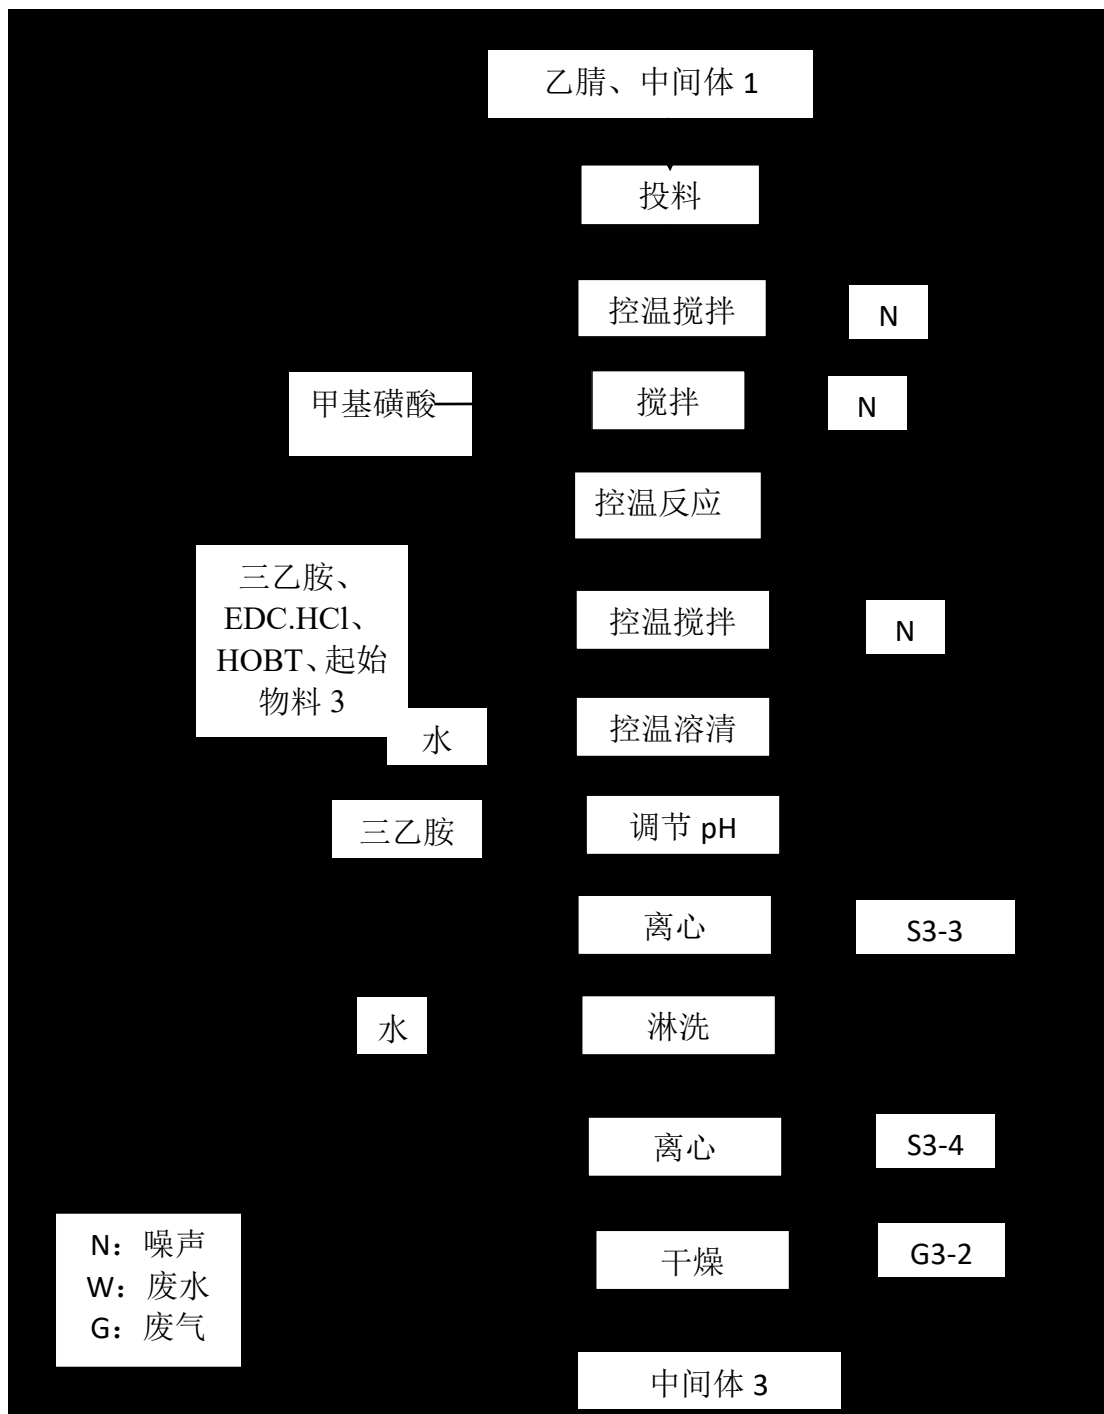 乙腈、中间体 1
投料
控温搅拌
N
甲基磺酸
搅拌
N
控温反应
三乙胺、
EDC.HCl、
HOBT、起始
物料 3
控温搅拌
N
水
控温溶清
三乙胺
调节 pH
离心
S3-3
水
淋洗
离心
S3-4
N：噪声
W：废水
G：废气
干燥
G3-2
中间体 3